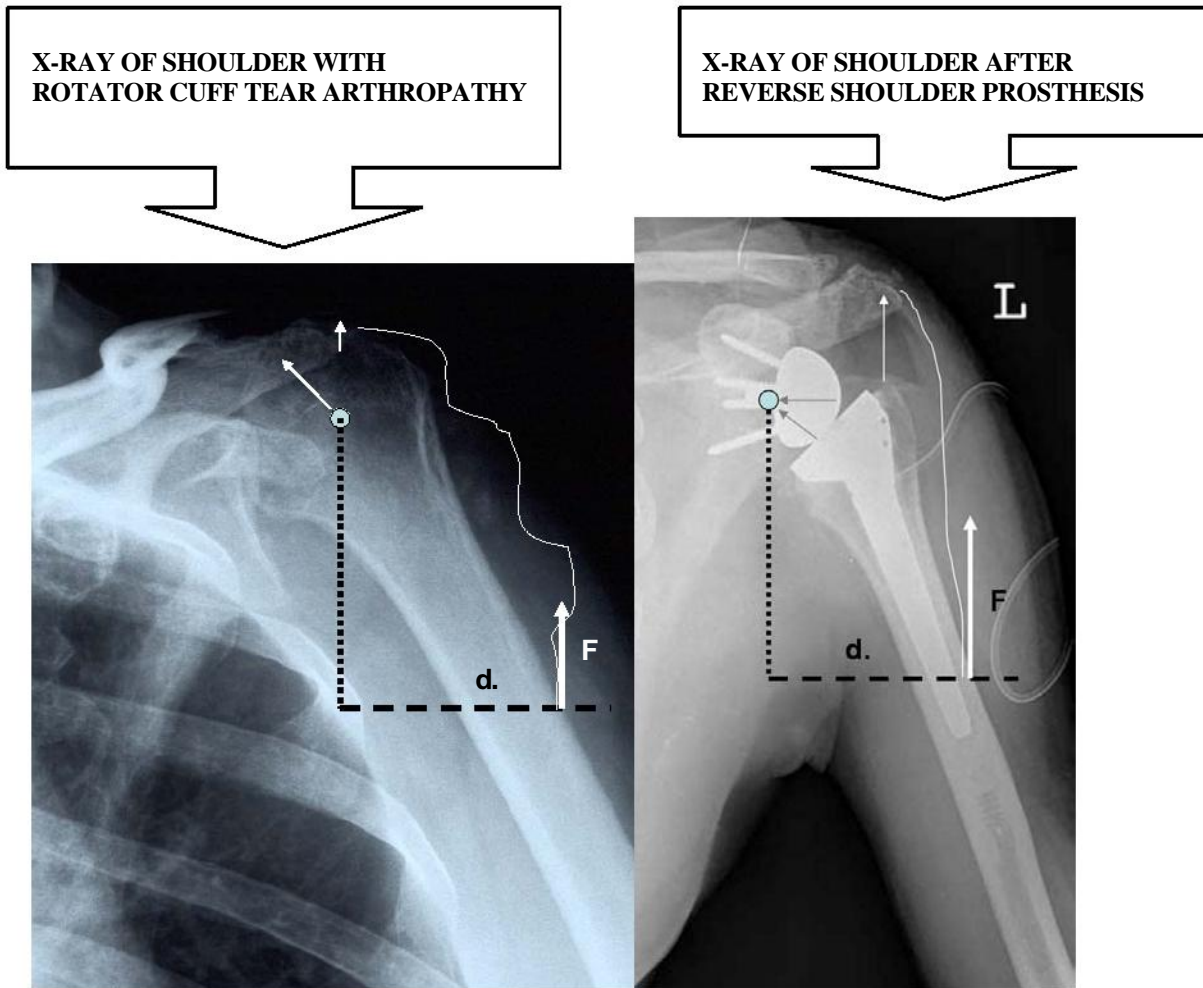 X-RAY OF SHOULDER WITH
ROTATOR CUFF TEAR ARTHROPATHY
X-RAY OF SHOULDER AFTER
REVERSE SHOULDER PROSTHESIS
L
F
d.
F
d.